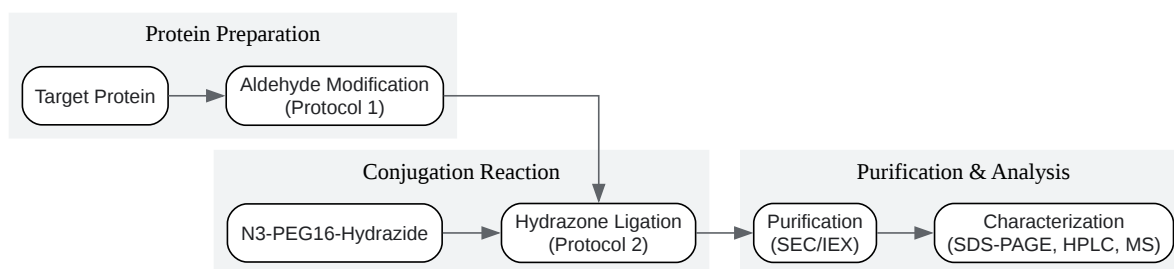 Protein Preparation
Target Protein
Aldehyde Modification
(Protocol 1)
Conjugation Reaction
N3-PEG16-Hydrazide
Hydrazone Ligation
(Protocol 2)
Purification & Analysis
Purification
(SEC/IEX)
Characterization
(SDS-PAGE, HPLC, MS)